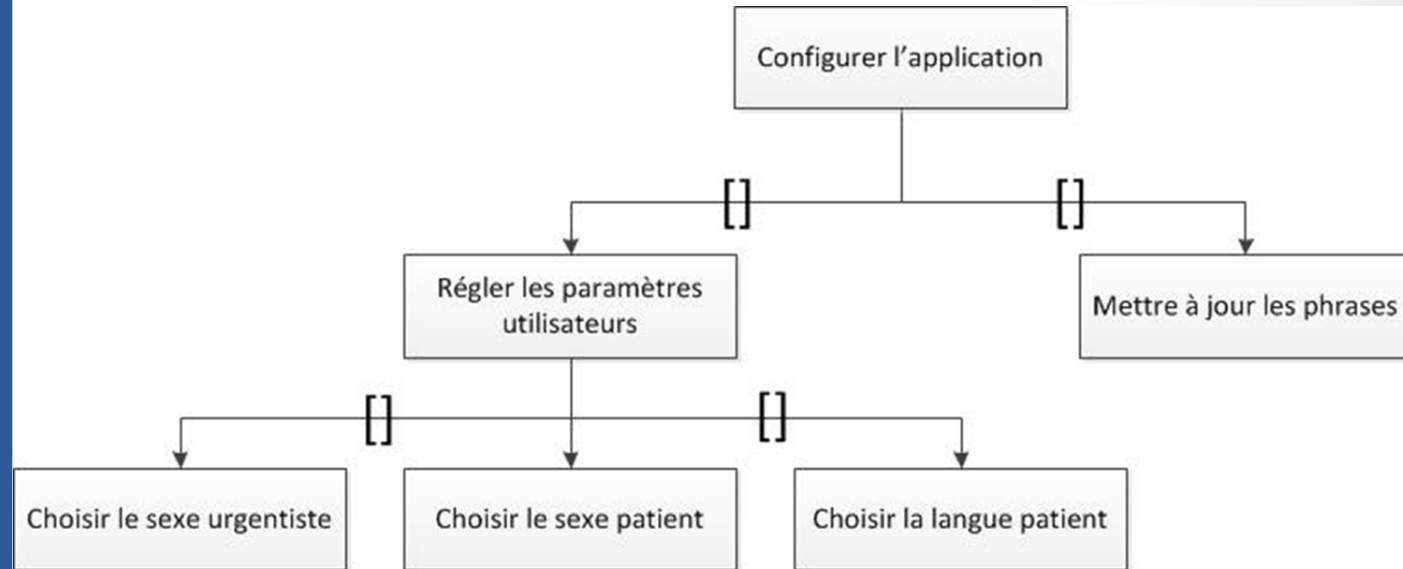 Configurer l’application
[]
[]
Régler les paramètres
utilisateurs
Mettre à jour les phrases
[]
[]
Choisir le sexe urgentiste
Choisir le sexe patient
Choisir la langue patient